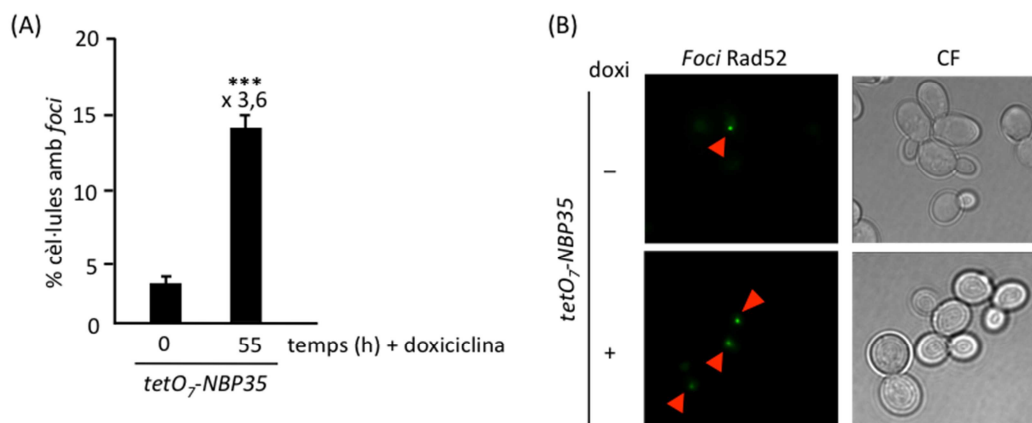 (A)
20
15
10
5
0
% cèl·lules amb foci
***
x 3,6
0 55 temps (h) + doxiciclina
tetO7-NBP35
(B)
doxi Foci Rad52 CF
–
+
tetO7-NBP35